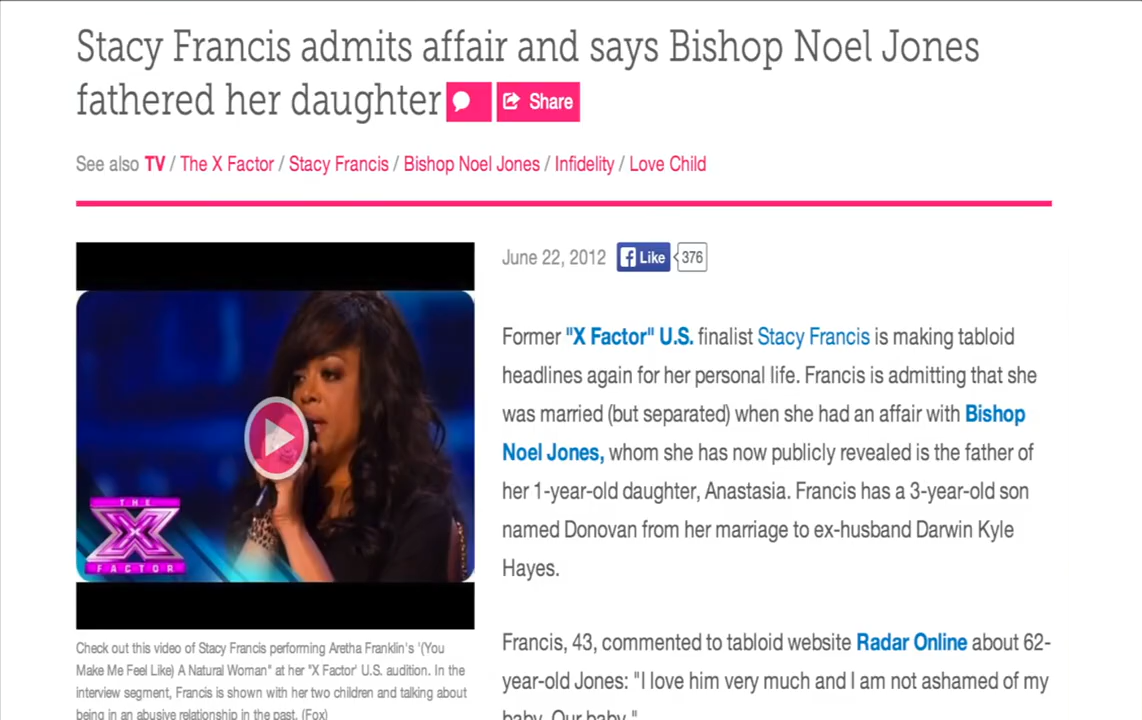 Stacy Francis admits affair and says Bishop Noel Jones
fathered her daughter Share
See also TV / The X Factor / Stacy Francis / Bishop Noel Jones / Infidelity / Love Child
June 22, 2012 Like 376
THE
X
FACTOR
Check out this video of Stacy Francis performing Aretha Franklin's '(You
Make Me Feel Like) A Natural Woman" at her "X Factor' U.S. audition. In the
interview segment, Francis is shown with her two children and talking about
being in an abusive relationship in the past. (Fox)
Former "X Factor" U.S. finalist Stacy Francis is making tabloid
headlines again for her personal life. Francis is admitting that she
was married (but separated) when she had an affair with Bishop
Noel Jones, whom she has now publicly revealed is the father of
her 1-year-old daughter, Anastasia. Francis has a 3-year-old son
named Donovan from her marriage to ex-husband Darwin Kyle
Hayes.
Francis, 43, commented to tabloid website Radar Online about 62-
year-old Jones: "I love him very much and I am not ashamed of my
baby. Our baby."